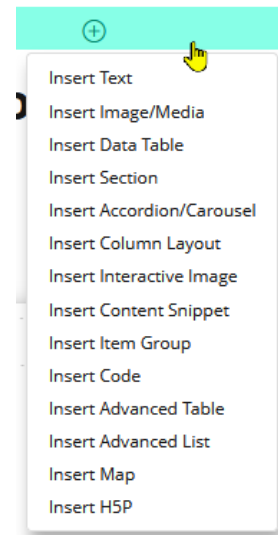 Insert Text
Insert Image/Media
Insert Data Table
Insert Section
Insert Accordion/Carousel
Insert Column Layout
Insert Interactive Image
Insert Content Snippet
Insert Item Group
Insert Code
Insert Advanced Table
Insert Advanced List
Insert Map
Insert H5P